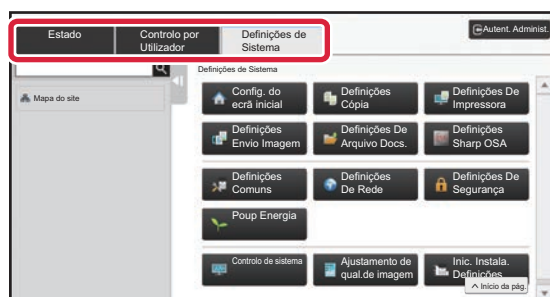 Estado
Controlo por
Utilizador
Definições de
Sistema
Autent. Administ.
Definições de Sistema
Mapa do site
Config. do
ecrã inicial
Definições
Cópia
Definições De
Impressora
Definições
Envio Imagem
Definições De
Arquivo Docs.
Definições
Sharp OSA
Definições
Comuns
Definições
De Rede
Definições De
Segurança
Poup Energia
Controlo de sistema
Ajustamento de
qual.de imagem
Inic. Instala.
Definições
Início da pág.